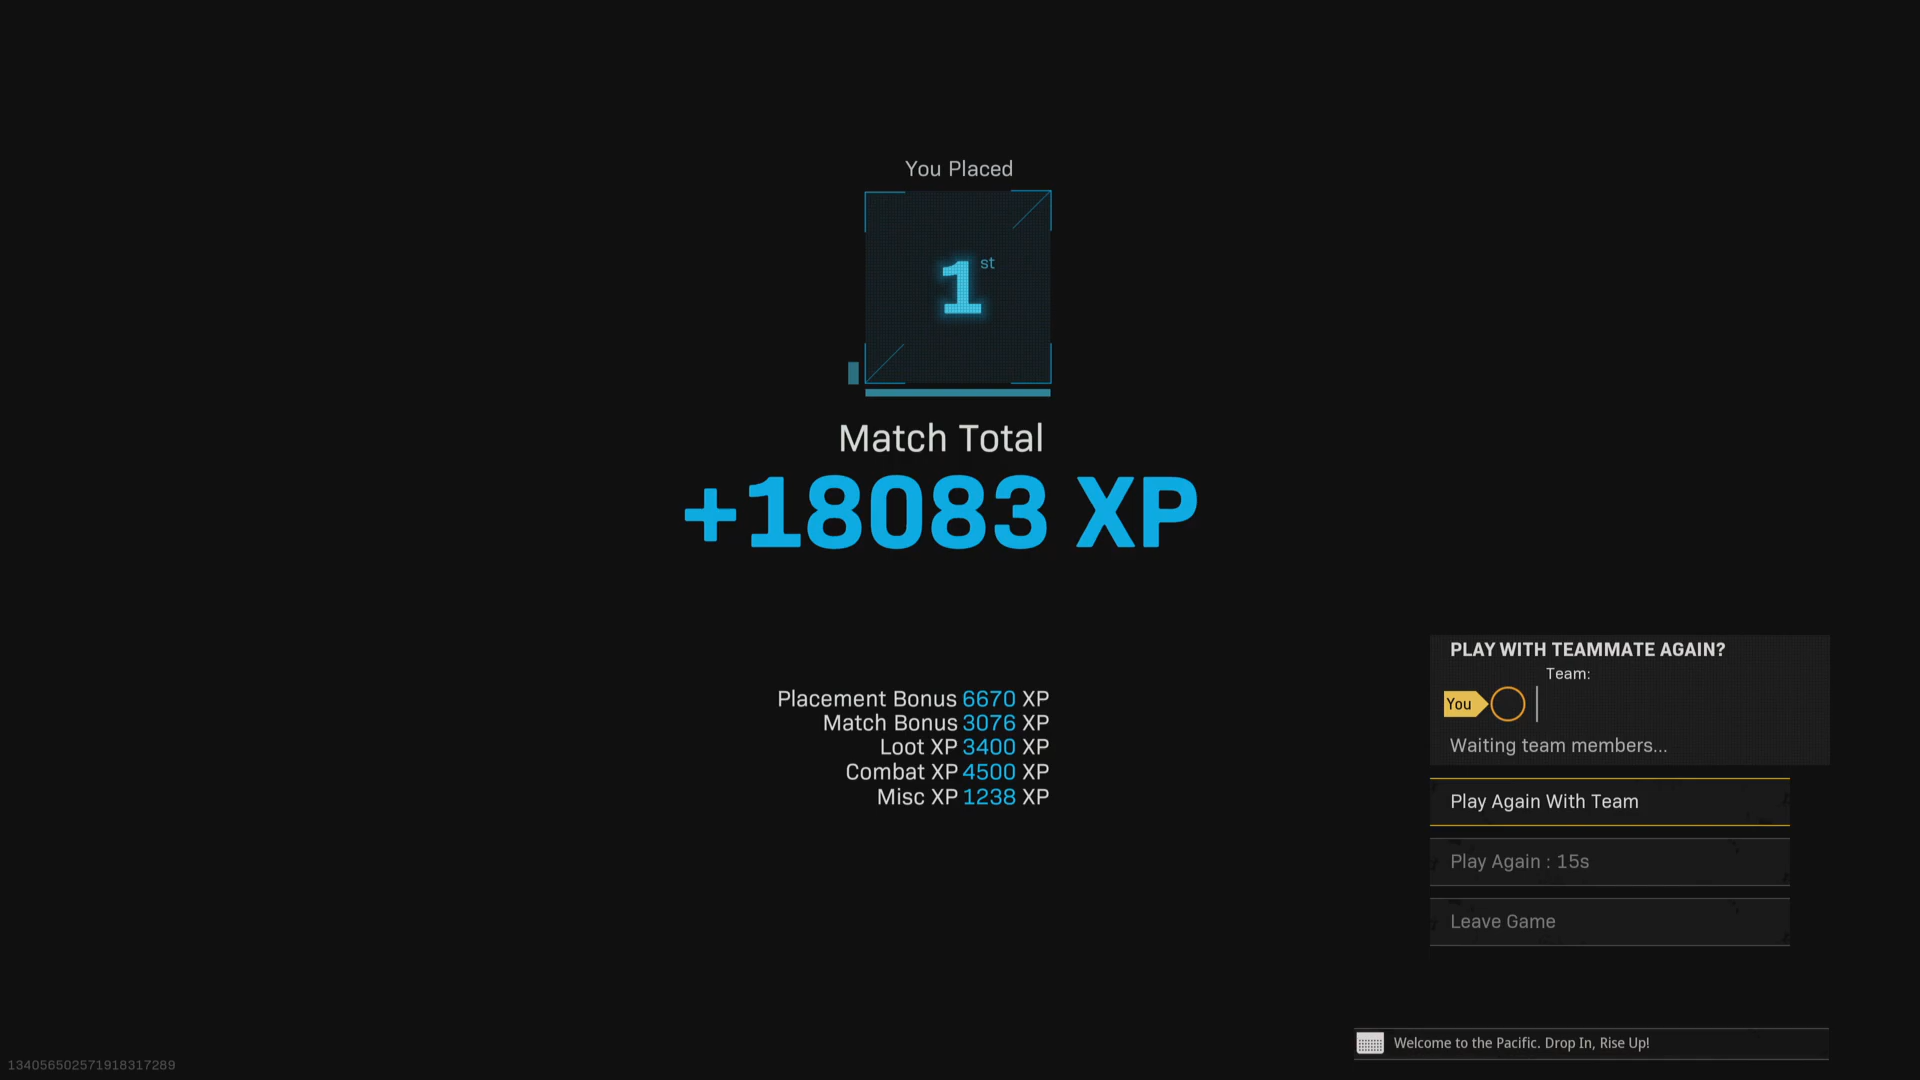 You Placed
1st
Match Total
+18083 XP
Placement Bonus 6670 XP
Match Bonus 3076 XP
Loot XP 3400 XP
Combat XP 4500 XP
Misc XP 1238 XP
PLAY WITH TEAMMATE AGAIN?
Team:
You
Waiting team members...
Play Again With Team
Play Again : 15s
Leave Game
Welcome to the Pacific. Drop In, Rise Up!
134056502571918317289